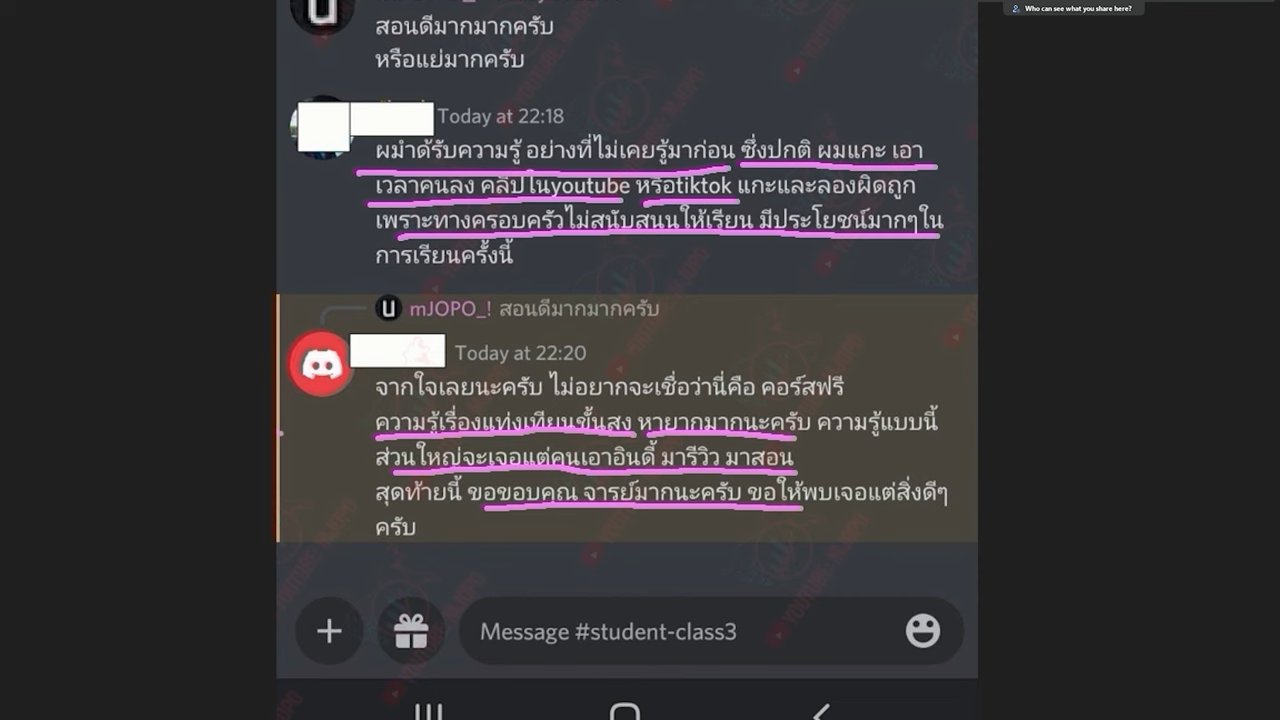 Who can see what you share here?
สอนดีมากมากครับ
หรือแย่มากครับ
Today at 22:18
ผมำด้รับความรู้ อย่างที่ไม่เคยรู้มาก่อน ซึ่งปกติ ผมแกะ เอา
เวลาคนลง คลิปในyoutube หรือtiktok แกะและลองผิดถูก
เพราะทางครอบครัวไม่สนับสนนให้เรียน มีประโยชน์มากๆใน
การเรียนครั้งนี้
mJOPO_! สอนดีมากมากครับ
Today at 22:20
จากใจเลยนะครับ ไม่อยากจะเชื่อว่านี่คือ คอร์สฟรี
ความรู้เรื่องแท่งเทียนขั้นสูง หายากมากนะครับ ความรู้แบบนี้
ส่วนใหญ่จะเจอแต่คนเอาอินดี้ มารีวิว มาสอน
สุดท้ายนี้ ขอขอบคุณ จารย์มากนะครับ ขอให้พบเจอแต่สิ่งดีๆ
ครับ
Message #student-class3